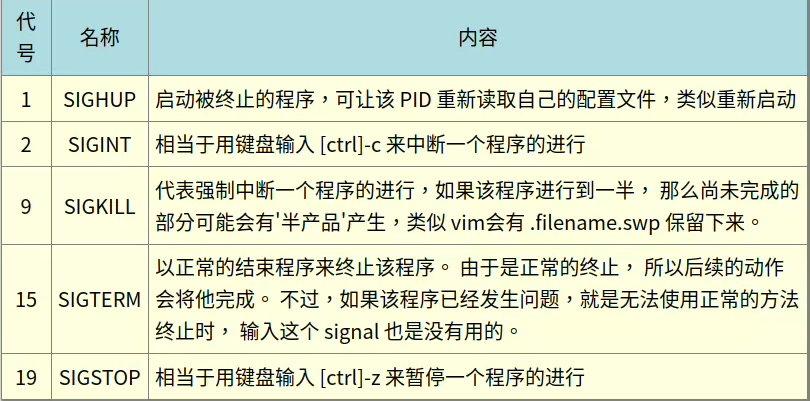 代
号
名称
内容
1 SIGHUP 启动被终止的程序，可让该 PID 重新读取自己的配置文件，类似重新启动
2 SIGINT 相当于用键盘输入 [ctrl]-c 来中断一个程序的进行
9 SIGKILL 代表强制中断一个程序的进行，如果该程序进行到一半， 那么尚未完成的
部分可能会有'半产品'产生，类似 vim会有 .filename.swp 保留下来。
15 SIGTERM 以正常的结束程序来终止该程序。 由于是正常的终止， 所以后续的动作
会将他完成。 不过，如果该程序已经发生问题，就是无法使用正常的方法
终止时， 输入这个 signal 也是没有用的。
19 SIGSTOP 相当于用键盘输入 [ctrl]-z 来暂停一个程序的进行